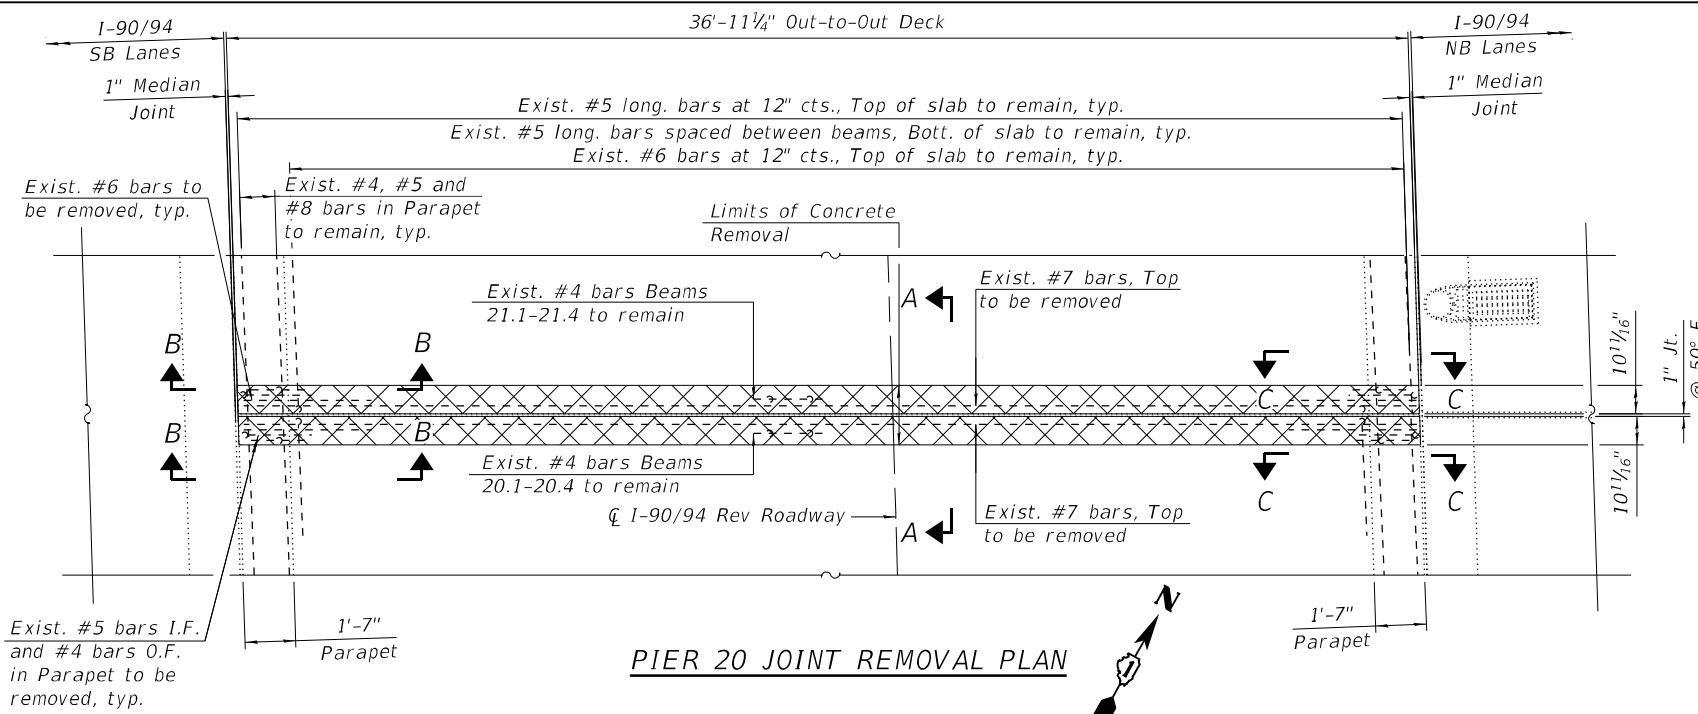 I-90/94
SB Lanes
36'-11¼" Out-to-Out Deck
I-90/94
NB Lanes
1" Median
Joint
1" Median
Joint
Exist. #5 long. bars at 12" cts., Top of slab to remain, typ.
Exist. #5 long. bars spaced between beams, Bott. of slab to remain, typ.
Exist. #6 bars at 12" cts., Top of slab to remain, typ.
Exist. #6 bars to
be removed, typ.
Exist. #4, #5 and
#8 bars in Parapet
to remain, typ.
Limits of Concrete
Removal
Exist. #4 bars Beams
21.1-21.4 to remain
A
Exist. #7 bars, Top
to be removed
B
B
C
C
10 11/16"
1" Jt.
@ 50° F
B
B
Exist. #4 bars Beams
20.1-20.4 to remain
C
C
10 11/16"
℄ I-90/94 Rev Roadway
A
Exist. #7 bars, Top
to be removed
Exist. #5 bars I.F.
and #4 bars O.F.
in Parapet to be
removed, typ.
1'-7"
Parapet
1'-7"
Parapet
N
1
PIER 20 JOINT REMOVAL PLAN